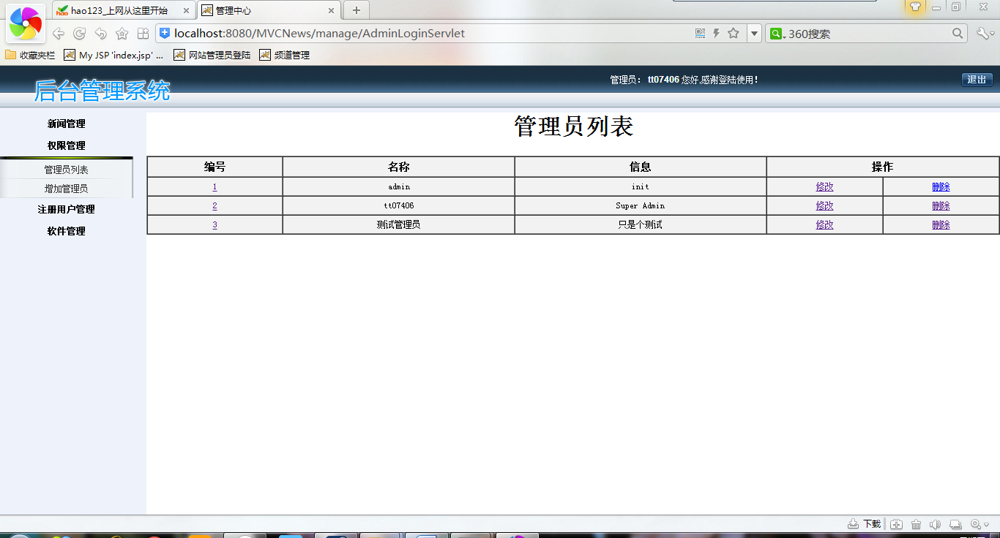 hao123_上网从这里开始 管理中心
localhost:8080/MVCNews/manage/AdminLoginServlet 360搜索
收藏夹栏 My JSP 'index.jsp' ... 网站管理员登陆 频道管理
后台管理系统 管理员： tt07406 您好,感谢登陆使用! 退出
新闻管理
权限管理
管理员列表
增加管理员
注册用户管理
软件管理
管理员列表
编号 名称 信息 操作
1 admin init 修改 删除
2 tt07406 Super Admin 修改 删除
3 测试管理员 只是个测试 修改 删除
下载